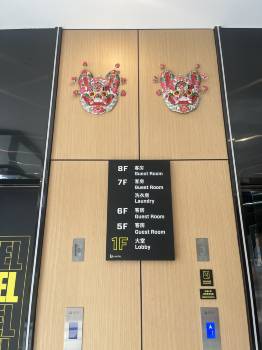 8F 客房
Guest Room
7F 客房
Guest Room
洗衣房
Laundry
6F 客房
Guest Room
5F 客房
Guest Room
1F 大堂
Lobby
EL